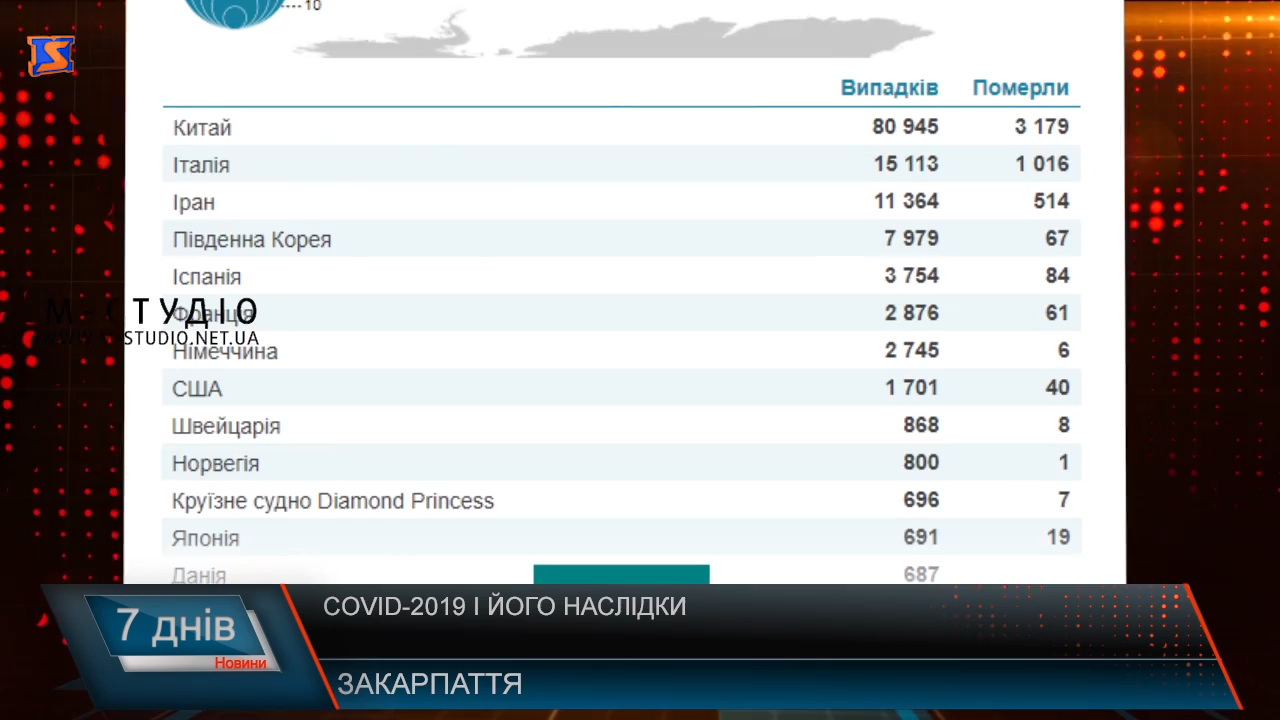 10
Випадків Померли
Китай 80 945 3 179
Італія 15 113 1 016
Іран 11 364 514
Південна Корея 7 979 67
Іспанія 3 754 84
М-СТУДІО
Франція 2 876 61
STUDIO.NET.UA
Німеччина 2 745 6
США 1 701 40
Швейцарія 868 8
Норвегія 800 1
Круїзне судно Diamond Princess 696 7
Японія 691 19
Данія 687
COVID-2019 І ЙОГО НАСЛІДКИ
7 днів
Новини
ЗАКАРПАТТЯ